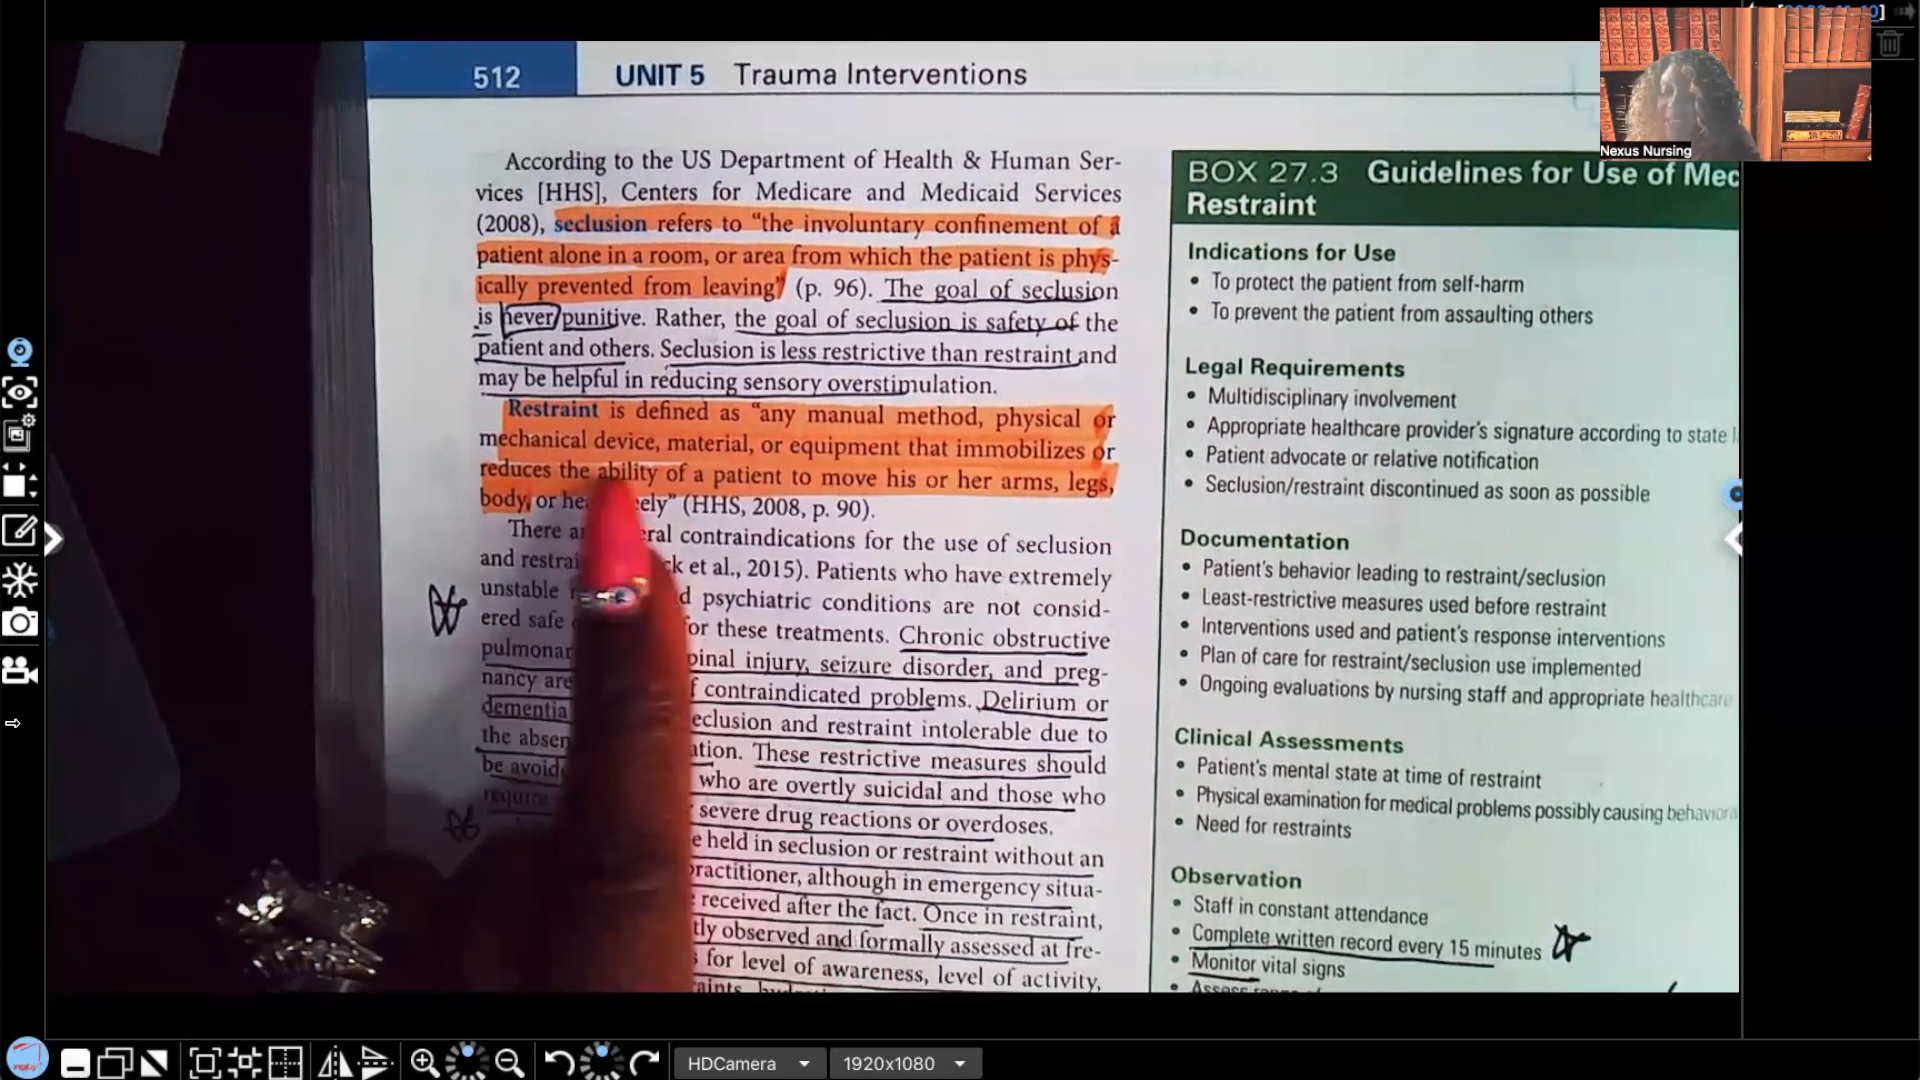 512 UNIT 5 Trauma Interventions
According to the US Department of Health & Human Ser-
vices [HHS], Centers for Medicare and Medicaid Services
(2008), seclusion refers to “the involuntary confinement of a
patient alone in a room, or area from which the patient is phys-
ically prevented from leaving” (p. 96). The goal of seclusion
is never punitive. Rather, the goal of seclusion is safety of the
patient and others. Seclusion is less restrictive than restraint and
may be helpful in reducing sensory overstimulation.
Restraint is defined as “any manual method, physical or
mechanical device, material, or equipment that immobilizes or
reduces the ability of a patient to move his or her arms, legs,
body, or he ely” (HHS, 2008, p. 90).
There a eral contraindications for the use of seclusion
and restrai k et al., 2015). Patients who have extremely
unstable d psychiatric conditions are not consid-
ered safe or these treatments. Chronic obstructive
pulmonar pinal injury, seizure disorder, and preg-
nancy are f contraindicated problems. Delirium or
dementia eclusion and restraint intolerable due to
the absen ation. These restrictive measures should
be avoid who are overtly suicidal and those who
require severe drug reactions or overdoses.
e held in seclusion or restraint without an
practitioner, although in emergency situa-
received after the fact. Once in restraint,
tly observed and formally assessed at fre-
s for level of awareness, level of activity,
raints,
BOX 27.3 Guidelines for Use of Mec
Restraint
Indications for Use
• To protect the patient from self-harm
• To prevent the patient from assaulting others
Legal Requirements
• Multidisciplinary involvement
• Appropriate healthcare provider’s signature according to state
• Patient advocate or relative notification
• Seclusion/restraint discontinued as soon as possible
Documentation
• Patient’s behavior leading to restraint/seclusion
• Least-restrictive measures used before restraint
• Interventions used and patient’s response interventions
• Plan of care for restraint/seclusion use implemented
• Ongoing evaluations by nursing staff and appropriate healthcare
Clinical Assessments
• Patient’s mental state at time of restraint
• Physical examination for medical problems possibly causing behavior
• Need for restraints
Observation
• Staff in constant attendance
• Complete written record every 15 minutes
• Monitor vital signs
• Assess
Nexus Nursing
HDCamera
1920x1080